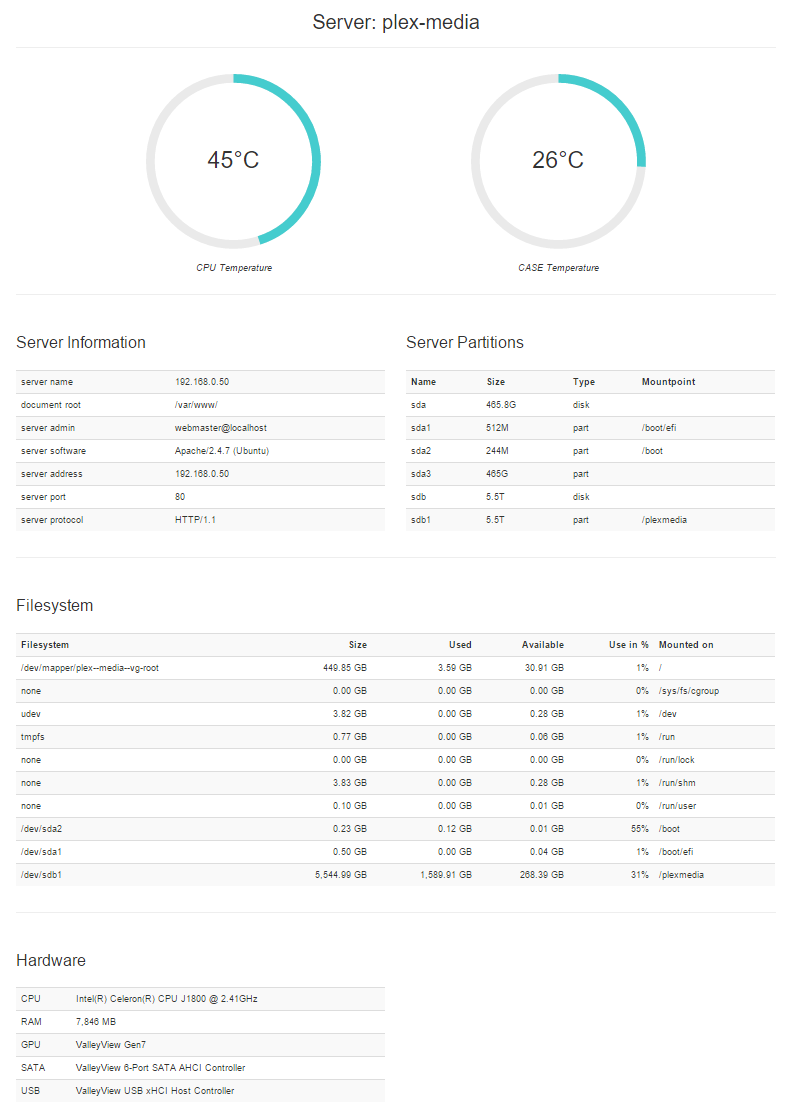 Server: plex-media
45°C
26°C
CPU Temperature
CASE Temperature
Server Information
server name 192.168.0.50
document root /var/www/
server admin webmaster@localhost
server software Apache/2.4.7 (Ubuntu)
server address 192.168.0.50
server port 80
server protocol HTTP/1.1
Server Partitions
Name Size Type Mountpoint
sda 465.8G disk
sda1 512M part /boot/efi
sda2 244M part /boot
sda3 465G part
sdb 5.5T disk
sdb1 5.5T part /plexmedia
Filesystem
Filesystem Size Used Available Use in % Mounted on
/dev/mapper/plex--media--vg-root 449.85 GB 3.59 GB 30.91 GB 1% /
none 0.00 GB 0.00 GB 0.00 GB 0% /sys/fs/cgroup
udev 3.82 GB 0.00 GB 0.28 GB 1% /dev
tmpfs 0.77 GB 0.00 GB 0.06 GB 1% /run
none 0.00 GB 0.00 GB 0.00 GB 0% /run/lock
none 3.83 GB 0.00 GB 0.28 GB 1% /run/shm
none 0.10 GB 0.00 GB 0.01 GB 0% /run/user
/dev/sda2 0.23 GB 0.12 GB 0.01 GB 55% /boot
/dev/sda1 0.50 GB 0.00 GB 0.04 GB 1% /boot/efi
/dev/sdb1 5,544.99 GB 1,589.91 GB 268.39 GB 31% /plexmedia
Hardware
CPU Intel(R) Celeron(R) CPU J1800 @ 2.41GHz
RAM 7,846 MB
GPU ValleyView Gen7
SATA ValleyView 6-Port SATA AHCI Controller
USB ValleyView USB xHCI Host Controller